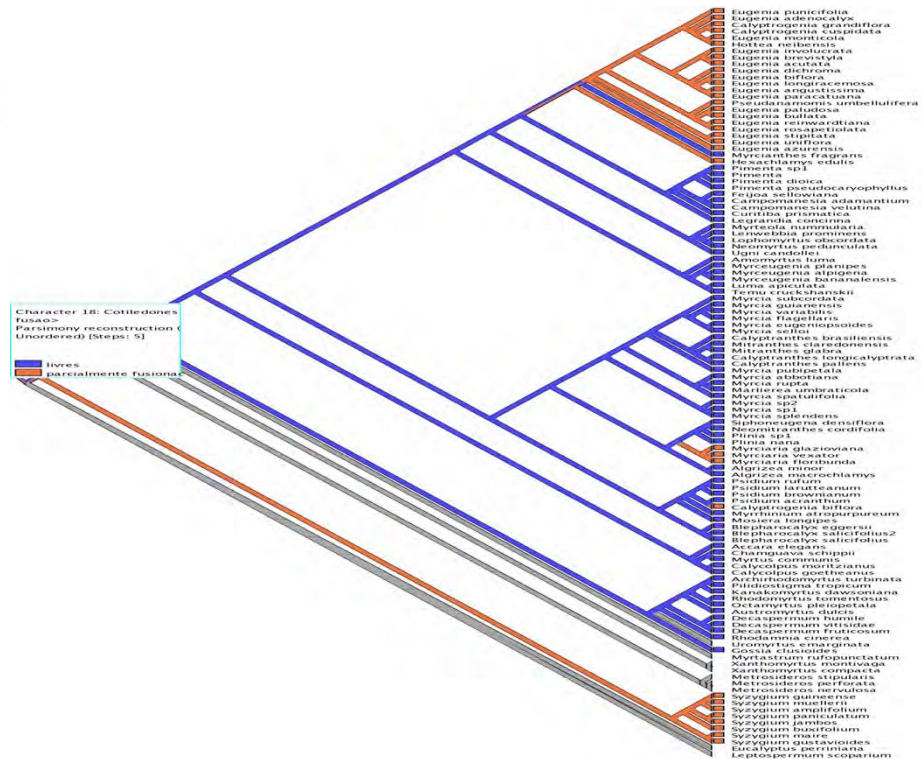 Eugenia punicifolia
Eugenia adenocalyx
Calyptrogenia grandiflora
Calyptrogenia cuspidata
Eugenia monticola
Hottea neibensis
Eugenia involucrata
Eugenia brevistyla
Eugenia acutata
Eugenia dichroma
Eugenia biflora
Eugenia longiracemosa
Eugenia angustissima
Eugenia paracatuana
Pseudanamomis umbellulifera
Eugenia paludosa
Eugenia bullata
Eugenia reinwardtiana
Eugenia rosapetiolata
Eugenia stipitata
Eugenia uniflora
Eugenia azurensis
Myrcianthes fragrans
Hexachlamys edulis
Pimenta sp1
Pimenta
Pimenta dioica
Pimenta pseudocaryophyllus
Feijoa sellowiana
Campomanesia adamantium
Campomanesia velutina
Curitiba prismatica
Legrandia concinna
Myrteola nummularia
Lenwebbia prominens
Lophomyrtus obcordata
Neomyrtus pedunculata
Ugni candollei
Amomyrtus luma
Myrceugenia planipes
Myrceugenia alpigena
Myrceugenia bananalensis
Luma apiculata
Temu cruckshanskii
Myrcia subcordata
Myrcia guianensis
Myrcia variabilis
Myrcia flagellaris
Myrcia eugeniopsoides
Myrcia selloi
Calyptranthes brasiliensis
Mitranthes claredonensis
Mitranthes glabra
Calyptranthes longicalyptrata
Calyptranthes pallens
Myrcia pubipetala
Myrcia abbotiana
Myrcia rupta
Marlierea umbraticola
Myrcia spatulifolia
Myrcia sp2
Myrcia sp1
Myrcia splendens
Siphoneugena densiflora
Neomitranthes cordifolia
Plinia sp1
Plinia nana
Myrciaria glazioviana
Myrciaria vexator
Myrciaria floribunda
Algrizea minor
Algrizea macrochlamys
Psidium rufum
Psidium larutteanum
Psidium brownianum
Psidium acranthum
Calyptrogenia biflora
Myrrhinium atropurpureum
Mosiera longipes
Blepharocalyx eggersii
Blepharocalyx salicifolius2
Blepharocalyx salicifolius
Accara elegans
Chamguava schippii
Myrtus communis
Calycolpus moritzianus
Calycolpus goetheanus
Archirhodomyrtus turbinata
Pilidiostigma tropicum
Kanakomyrtus dawsoniana
Rhodomyrtus tomentosus
Octamyrtus pleiopetala
Austromyrtus dulcis
Decaspermum humile
Decaspermum vitisidae
Decaspermum fruticosum
Rhodamnia cinerea
Uromyrtus emarginata
Gossia clusioides
Myrtastrum rufopunctatum
Xanthomyrtus montivaga
Xanthomyrtus compacta
Metrosideros stipularis
Metrosideros perforata
Metrosideros nervulosa
Syzygium guineense
Syzygium muellerii
Syzygium amplifolium
Syzygium paniculatum
Syzygium jambos
Syzygium buxifolium
Syzygium maire
Syzygium gustavioides
Eucalyptus perriniana
Leptospermum scoparium
Character 18: Cotiledones
fusao>
Parsimony reconstruction (
Unordered) [Steps: 5]
livres
parcialmente fusionac